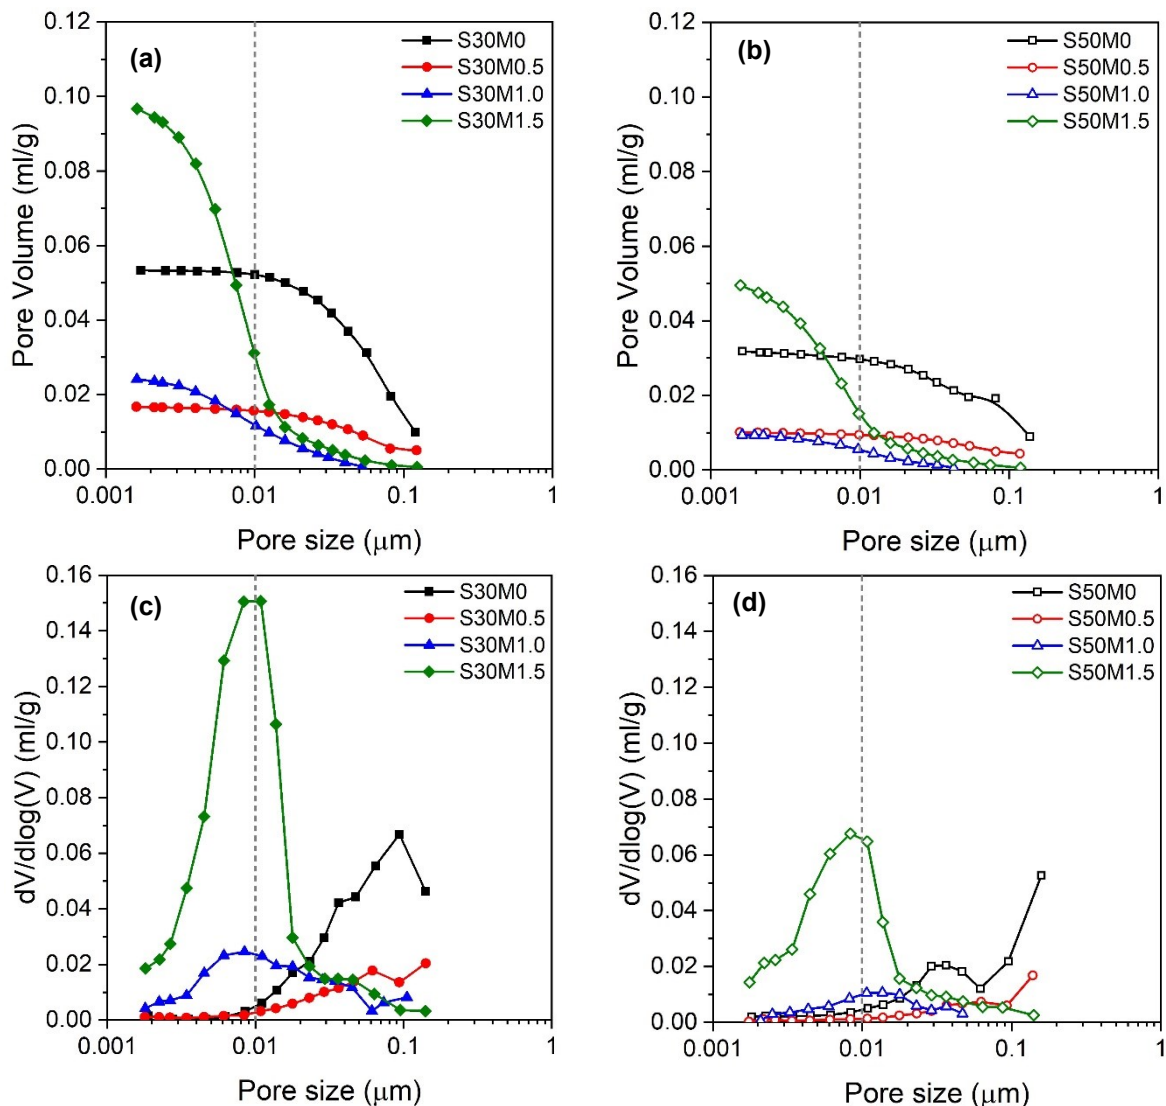 (a)
S30M0
S30M0.5
S30M1.0
S30M1.5
Pore Volume (ml/g)
0.12
0.10
0.08
0.06
0.04
0.02
0.00
0.001
0.01
0.1
1
Pore size (μm)
(b)
S50M0
S50M0.5
S50M1.0
S50M1.5
Pore Volume (ml/g)
0.12
0.10
0.08
0.06
0.04
0.02
0.00
0.001
0.01
0.1
1
Pore size (μm)
(c)
S30M0
S30M0.5
S30M1.0
S30M1.5
dV/dlog(V) (ml/g)
0.16
0.14
0.12
0.10
0.08
0.06
0.04
0.02
0.00
0.001
0.01
0.1
1
Pore size (μm)
(d)
S50M0
S50M0.5
S50M1.0
S50M1.5
dV/dlog(V) (ml/g)
0.16
0.14
0.12
0.10
0.08
0.06
0.04
0.02
0.00
0.001
0.01
0.1
1
Pore size (μm)